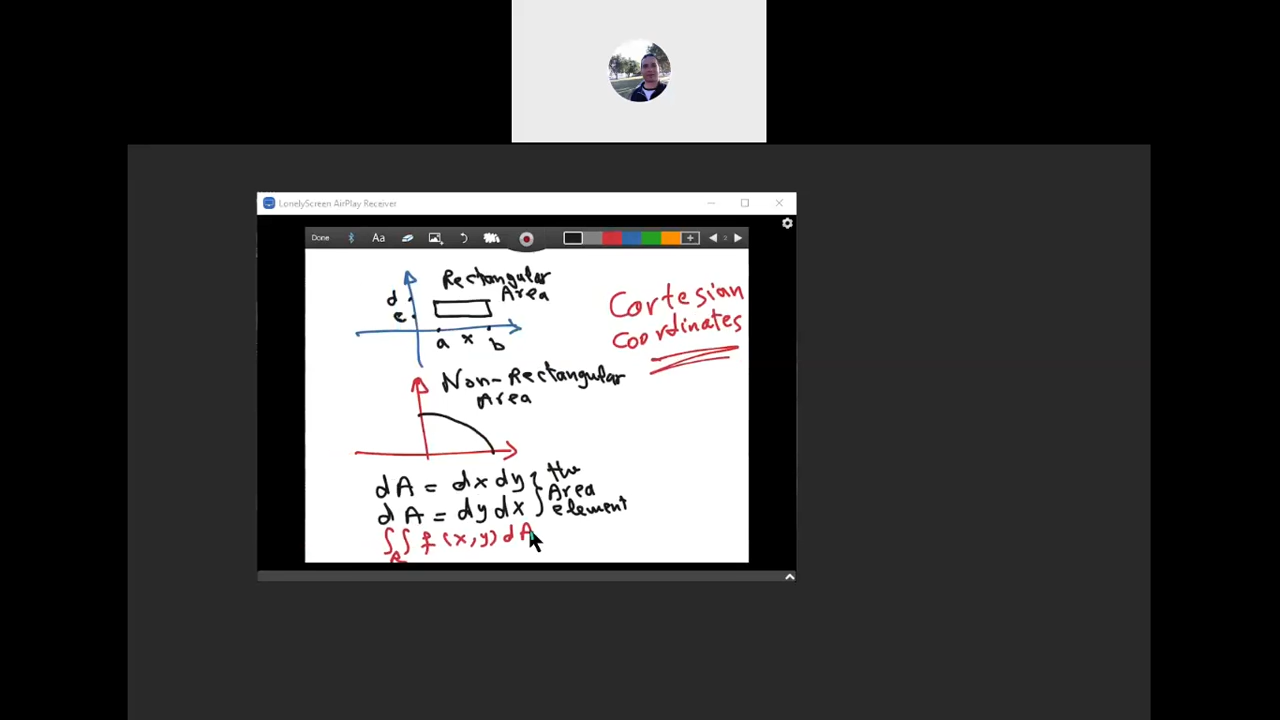 LonelyScreen AirPlay Receiver
Done
Aa
2
Rectangular
Area
d
e
a x b
Cortesian
coordinates
Non-Rectangular
Area
dA = dx dy } the
Area
dA = dy dx
element
∬ f(x,y) dA
R